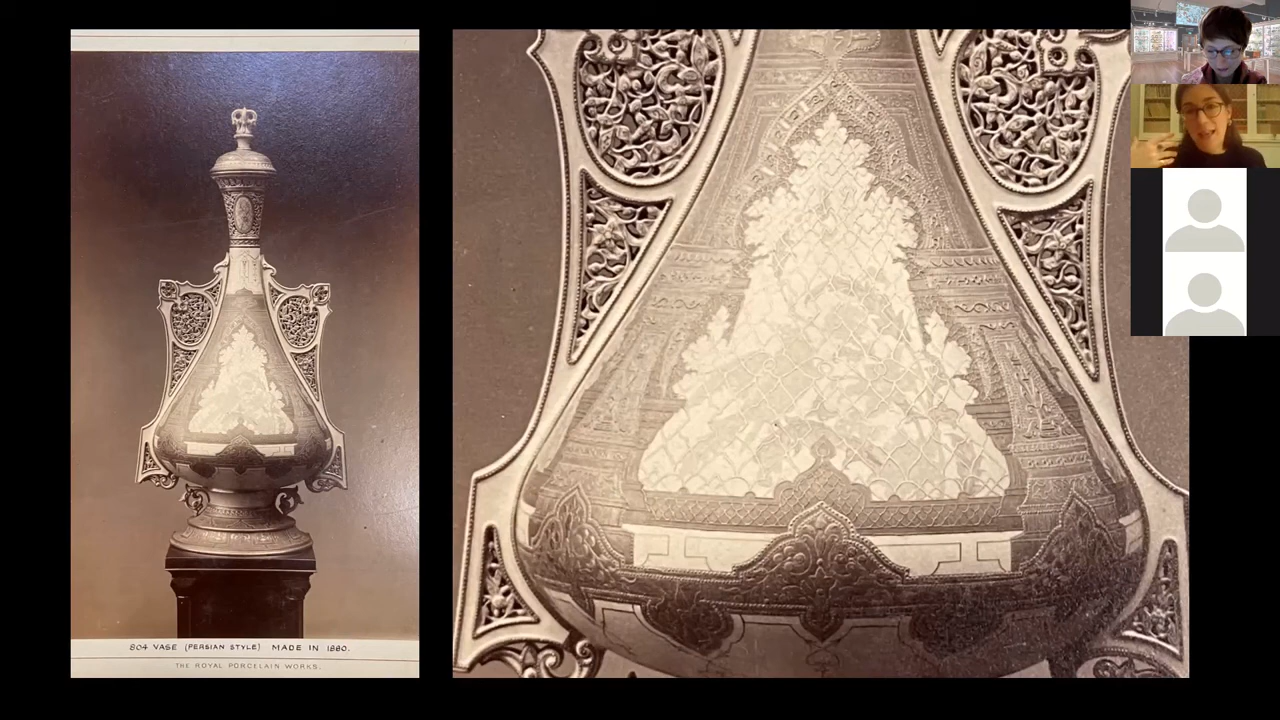 804 VASE (PERSIAN STYLE) MADE IN 1880.
THE ROYAL PORCELAIN WORKS.